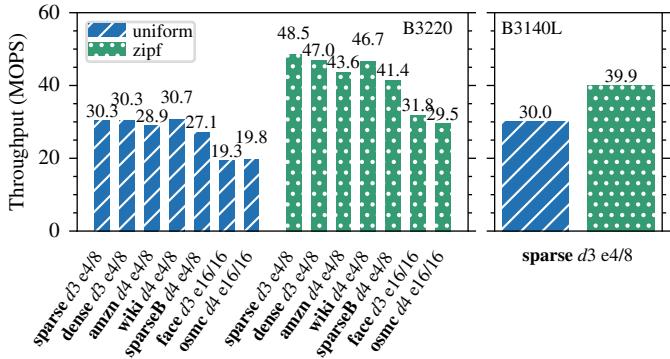 Throughput (MOPS)
60
40
20
0
uniform
zipf
B3220
30.3
30.3
28.9
30.7
27.1
19.3
19.8
48.5
47.0
43.6
46.7
41.4
31.8
29.5
sparse d3 e4/8
dense d3 e4/8
amzn d4 e4/8
wiki d4 e4/8
sparseB d4 e4/8
face d3 e16/16
osmc d4 e16/16
sparse d3 e4/8
dense d3 e4/8
amzn d4 e4/8
wiki d4 e4/8
sparseB d4 e4/8
face d3 e16/16
osmc d4 e16/16
B3140L
30.0
39.9
sparse d3 e4/8